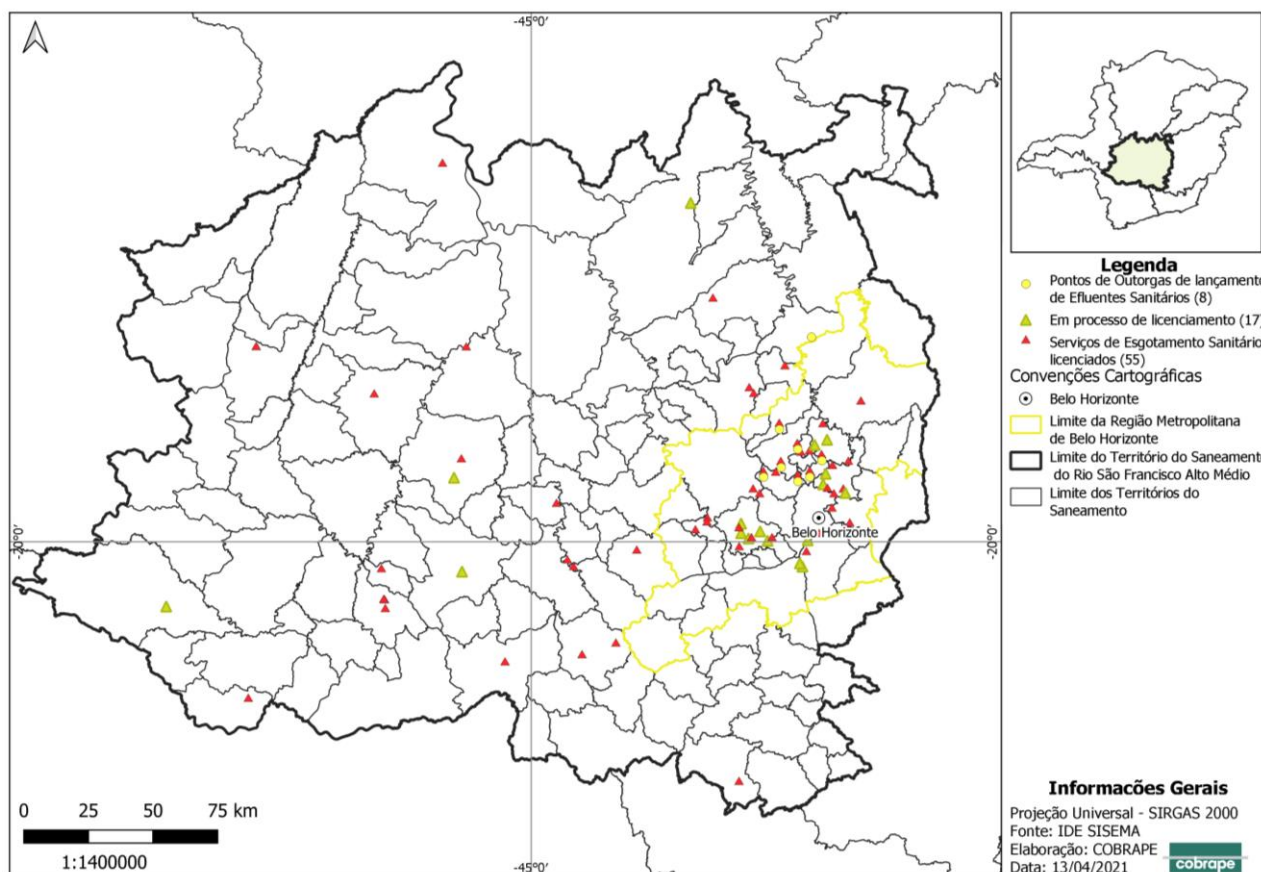 -45°0'
-20°0'
-20°0'
Belo Horizonte
0 25 50 75 km
1:1400000
-45°0'
Legenda
Pontos de Outorgas de lançamento
de Efluentes Sanitários (8)
Em processo de licenciamento (17)
Serviços de Esgotamento Sanitário
licenciados (55)
Convenções Cartográficas
Belo Horizonte
Limite da Região Metropolitana
de Belo Horizonte
Limite do Território do Saneamento
do Rio São Francisco Alto Médio
Limite dos Territórios do
Saneamento
Informacões Gerais
Projeção Universal - SIRGAS 2000
Fonte: IDE SISEMA
Elaboração: COBRAPE
Data: 13/04/2021
cobrape